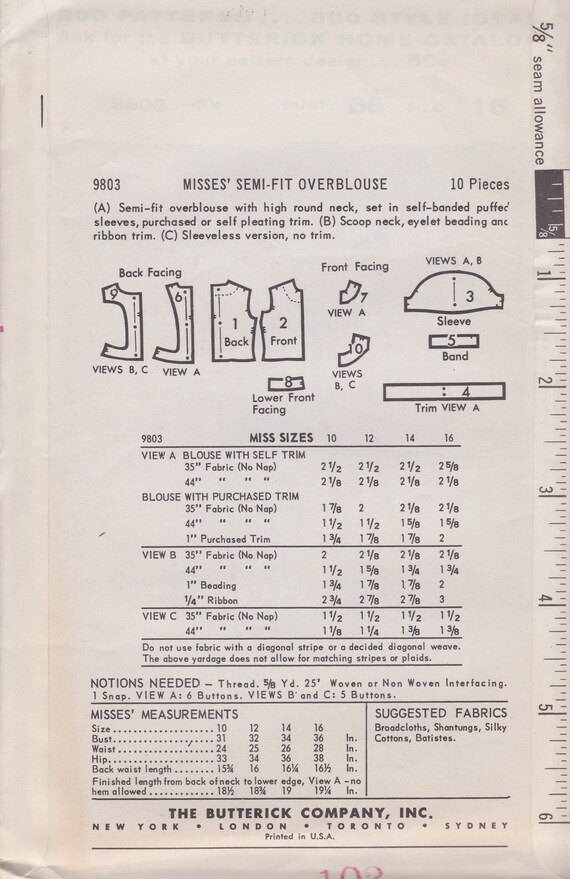 5/8" seam allowance
9803 MISSES' SEMI-FIT OVERBLOUSE 10 Pieces
(A) Semi-fit overblouse with high round neck, set in self-banded puffed
sleeves, purchased or self pleating trim. (B) Scoop neck, eyelet beading and
ribbon trim. (C) Sleeveless version, no trim.
Back Facing
Front Facing
VIEWS A, B
9
6
1
Back
2
Front
7
VIEW A
3
Sleeve
10
5
Band
VIEWS B, C
VIEW A
VIEWS
B, C
8
Lower Front
Facing
4
Trim VIEW A
9803 MISS SIZES 10 12 14 16
VIEW A BLOUSE WITH SELF TRIM
35" Fabric (No Nap) 2 1/2 2 1/2 2 1/2 2 5/8
44" " " " 2 1/8 2 1/8 2 1/8 2 1/8
BLOUSE WITH PURCHASED TRIM
35" Fabric (No Nap) 1 7/8 2 2 1/8 2 1/8
44" " " " 1 1/2 1 1/2 1 5/8 1 5/8
1" Purchased Trim 1 3/4 1 7/8 1 7/8 2
VIEW B 35" Fabric (No Nap) 2 2 1/8 2 1/8 2 1/8
44" " " " 1 1/2 1 5/8 1 3/4 1 3/4
1" Beading 1 3/4 1 7/8 1 7/8 2
1/4" Ribbon 2 3/4 2 7/8 2 7/8 3
VIEW C 35" Fabric (No Nap) 1 1/2 1 1/2 1 1/2 1 1/2
44" " " " 1 1/8 1 1/4 1 3/8 1 3/8
Do not use fabric with a diagonal stripe or a decided diagonal weave.
The above yardage does not allow for matching stripes or plaids.
NOTIONS NEEDED – Thread. 5/8 Yd. 25" Woven or Non Woven Interfacing.
1 Snap. VIEW A: 6 Buttons. VIEWS B and C: 5 Buttons.
MISSES' MEASUREMENTS
Size 10 12 14 16
Bust 31 32 34 36 In.
Waist 24 25 26 28 In.
Hip 33 34 36 38 In.
Back waist length 15¾ 16 16¼ 16½ In.
Finished length from back of neck to lower edge, View A - no
hem allowed 18½ 18¾ 19 19¼ In.
SUGGESTED FABRICS
Broadcloths, Shantungs, Silky
Cottons, Batistes.
THE BUTTERICK COMPANY, INC.
NEW YORK • LONDON • TORONTO • SYDNEY
Printed in U.S.A.
5/8
1
2
3
4
5
6